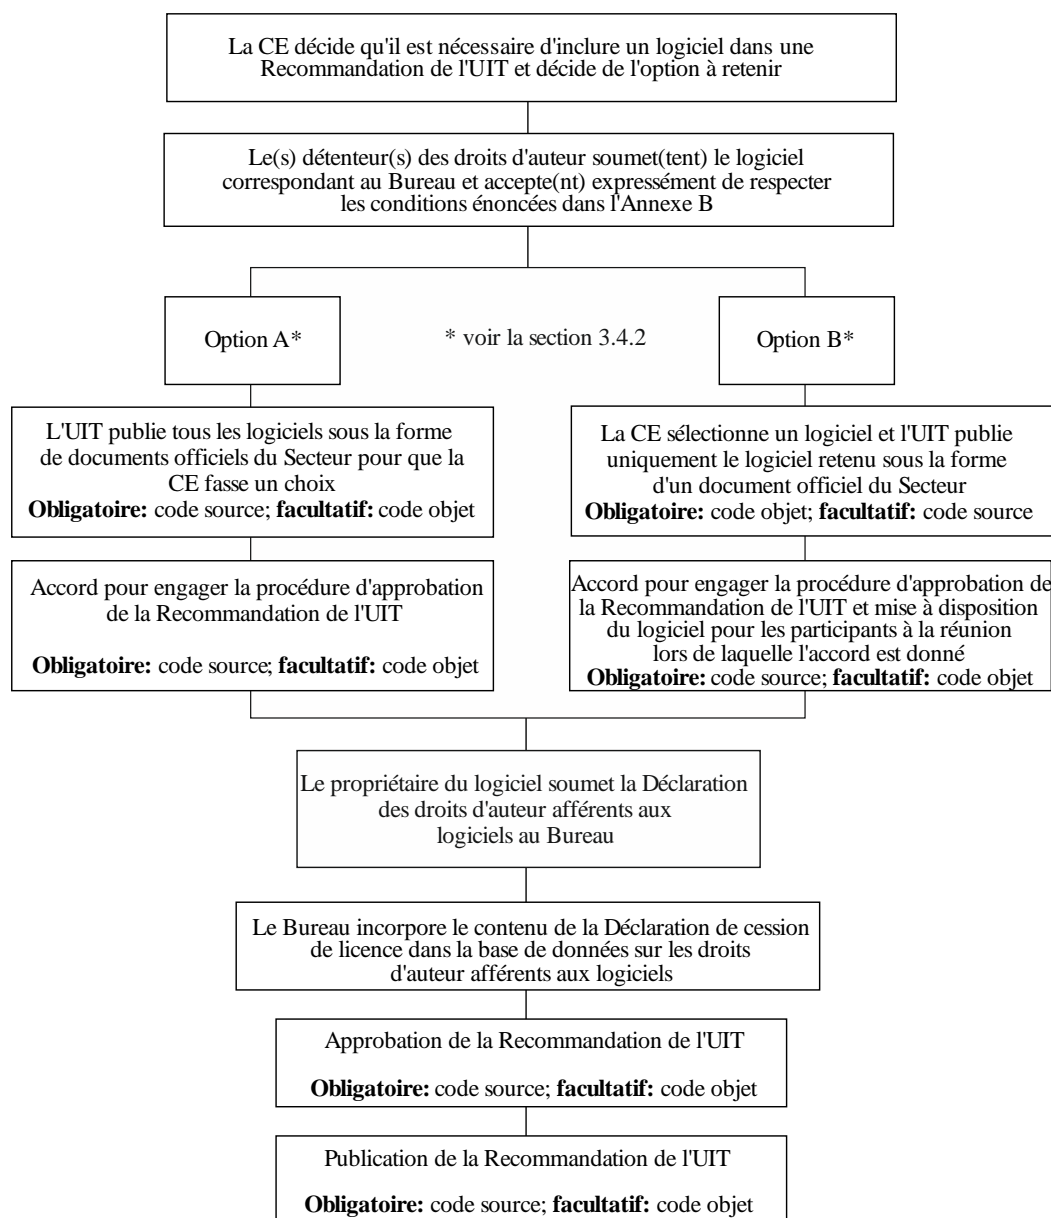 La CE décide qu'il est nécessaire d'inclure un logiciel dans une
Recommandation de l'UIT et décide de l'option à retenir
Le(s) détenteur(s) des droits d'auteur soumet(tent) le logiciel
correspondant au Bureau et accepte(nt) expressément de respecter
les conditions énoncées dans l'Annexe B
Option A*
* voir la section 3.4.2
Option B*
L'UIT publie tous les logiciels sous la forme
de documents officiels du Secteur pour que la
CE fasse un choix
Obligatoire: code source; facultatif: code objet
La CE sélectionne un logiciel et l'UIT publie
uniquement le logiciel retenu sous la forme
d'un document officiel du Secteur
Obligatoire: code objet; facultatif: code source
Accord pour engager la procédure d'approbation
de la Recommandation de l'UIT
Obligatoire: code source; facultatif: code objet
Accord pour engager la procédure d'approbation de
la Recommandation de l'UIT et mise à disposition
du logiciel pour les participants à la réunion
lors de laquelle l'accord est donné
Obligatoire: code source; facultatif: code objet
Le propriétaire du logiciel soumet la Déclaration
des droits d'auteur afférents aux
logiciels au Bureau
Le Bureau incorpore le contenu de la Déclaration de cession
de licence dans la base de données sur les droits
d'auteur afférents aux logiciels
Approbation de la Recommandation de l'UIT
Obligatoire: code source; facultatif: code objet
Publication de la Recommandation de l'UIT
Obligatoire: code source; facultatif: code objet